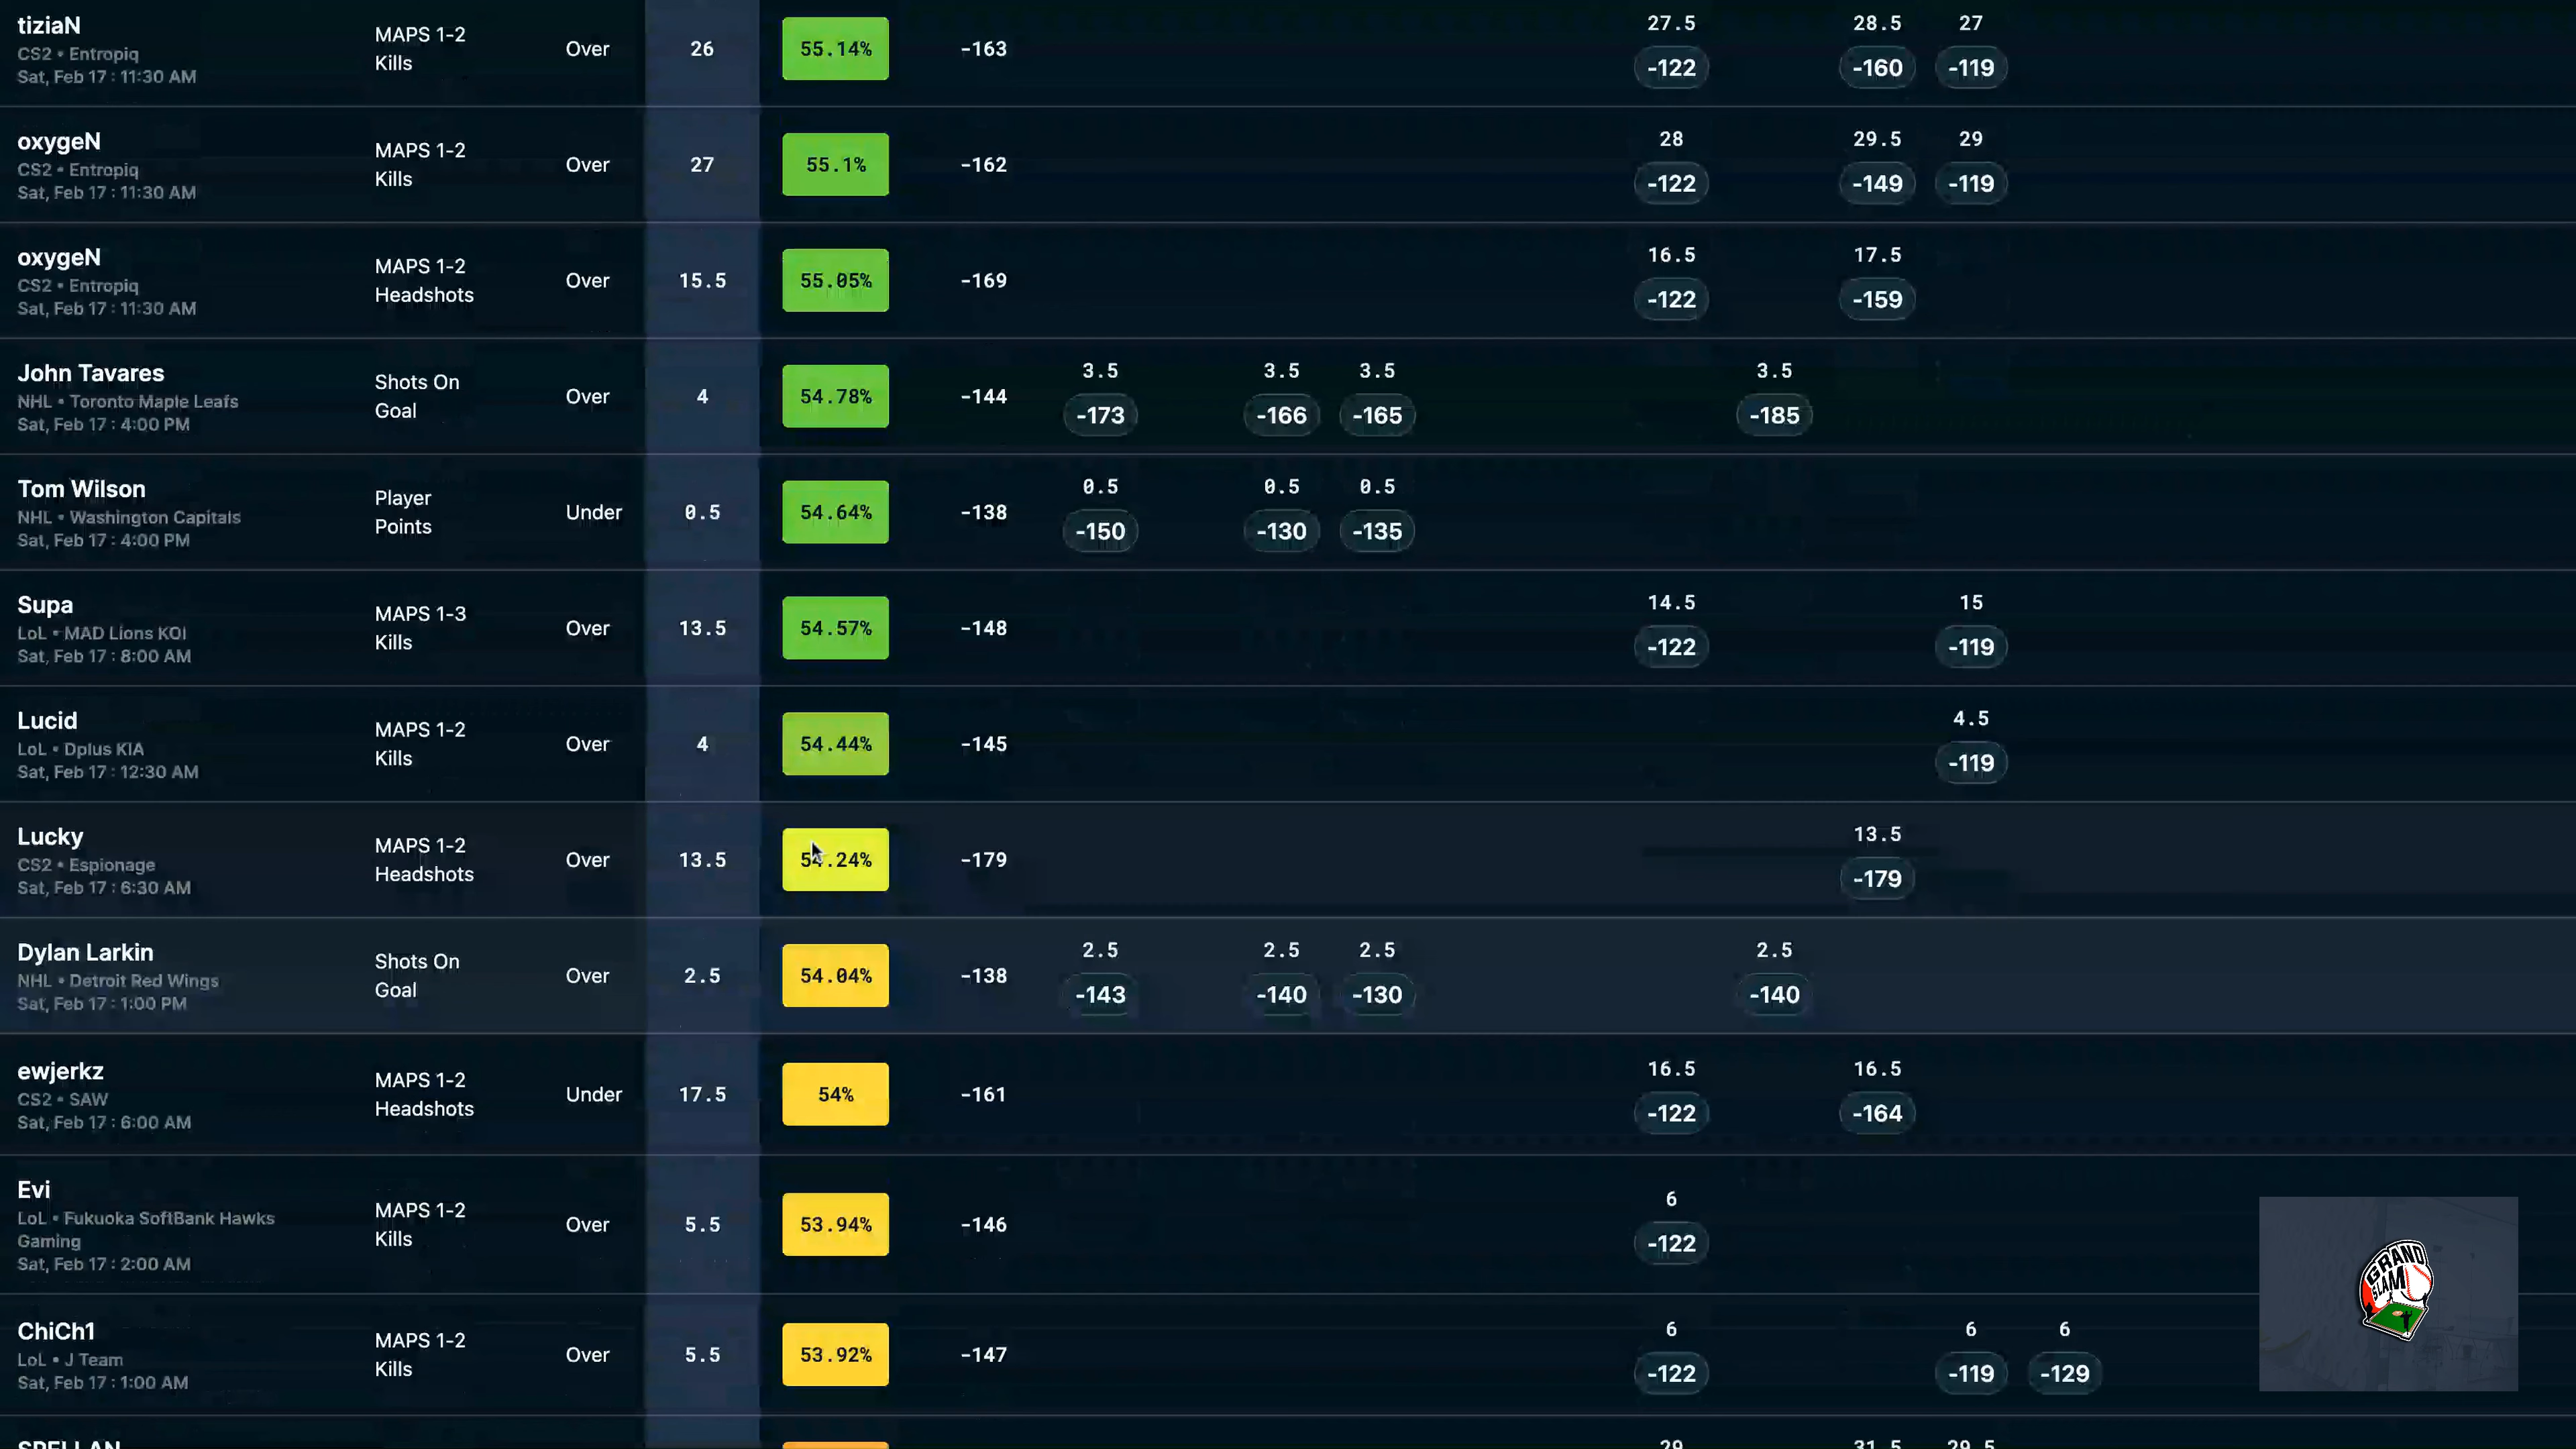 tiziaN
CS2 • Entropiq
Sat, Feb 17 : 11:30 AM
MAPS 1-2
Kills
Over
26
55.14%
-163
27.5
-122
28.5
-160
27
-119
oxygeN
CS2 • Entropiq
Sat, Feb 17 : 11:30 AM
MAPS 1-2
Kills
Over
27
55.1%
-162
28
-122
29.5
-149
29
-119
oxygeN
CS2 • Entropiq
Sat, Feb 17 : 11:30 AM
MAPS 1-2
Headshots
Over
15.5
55.05%
-169
16.5
-122
17.5
-159
John Tavares
NHL • Toronto Maple Leafs
Sat, Feb 17 : 4:00 PM
Shots On
Goal
Over
4
54.78%
-144
3.5
-173
3.5
-166
3.5
-165
3.5
-185
Tom Wilson
NHL • Washington Capitals
Sat, Feb 17 : 4:00 PM
Player
Points
Under
0.5
54.64%
-138
0.5
-150
0.5
-130
0.5
-135
Supa
LoL • MAD Lions KOI
Sat, Feb 17 : 8:00 AM
MAPS 1-3
Kills
Over
13.5
54.57%
-148
14.5
-122
15
-119
Lucid
LoL • Dplus KIA
Sat, Feb 17 : 12:30 AM
MAPS 1-2
Kills
Over
4
54.44%
-145
4.5
-119
Lucky
CS2 • Espionage
Sat, Feb 17 : 6:30 AM
MAPS 1-2
Headshots
Over
13.5
54.24%
-179
13.5
-179
Dylan Larkin
NHL • Detroit Red Wings
Sat, Feb 17 : 1:00 PM
Shots On
Goal
Over
2.5
54.04%
-138
2.5
-143
2.5
-140
2.5
-130
2.5
-140
ewjerkz
CS2 • SAW
Sat, Feb 17 : 6:00 AM
MAPS 1-2
Headshots
Under
17.5
54%
-161
16.5
-122
16.5
-164
Evi
LoL • Fukuoka SoftBank Hawks
Gaming
Sat, Feb 17 : 2:00 AM
MAPS 1-2
Kills
Over
5.5
53.94%
-146
6
-122
ChiCh1
LoL • J Team
Sat, Feb 17 : 1:00 AM
MAPS 1-2
Kills
Over
5.5
53.92%
-147
6
-122
6
-119
6
-129
GRAND
SLAM